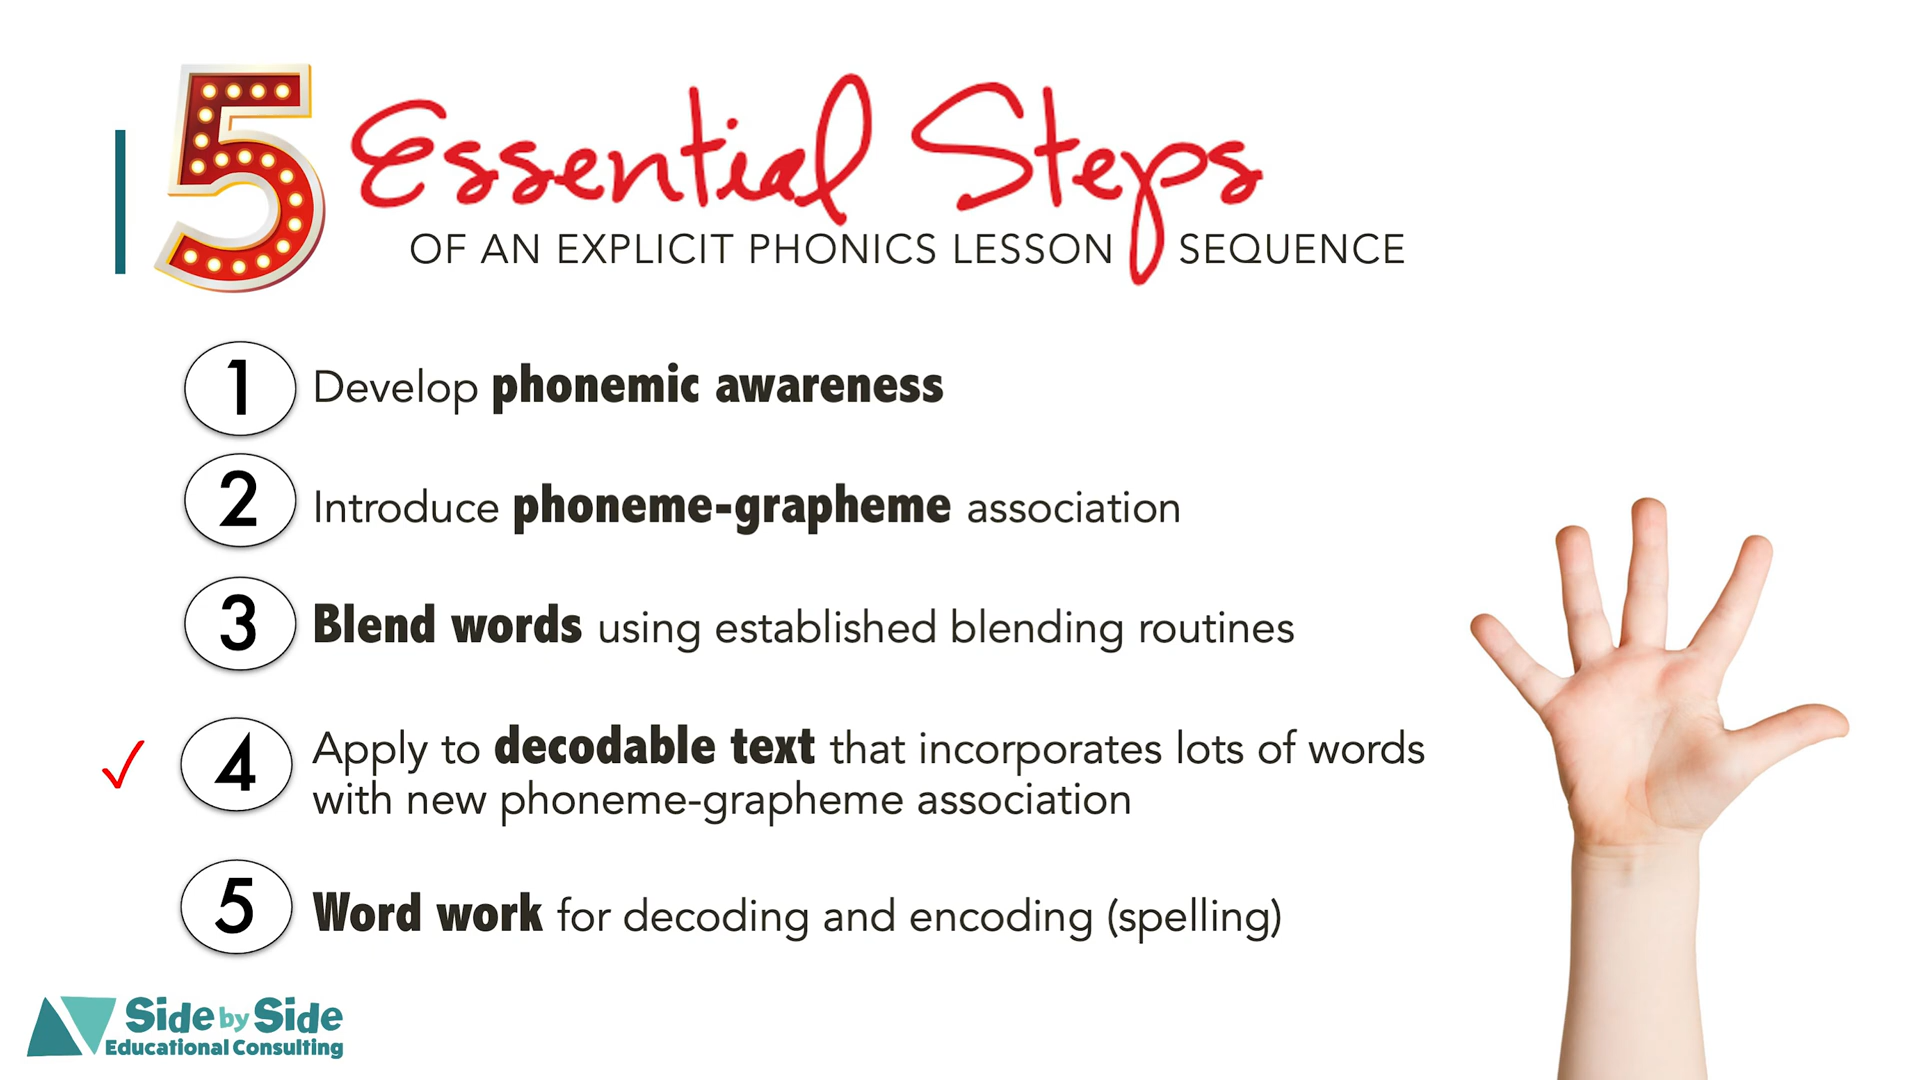 5 Essential Steps
OF AN EXPLICIT PHONICS LESSON SEQUENCE
1 Develop phonemic awareness
2 Introduce phoneme-grapheme association
3 Blend words using established blending routines
4 Apply to decodable text that incorporates lots of words
with new phoneme-grapheme association
5 Word work for decoding and encoding (spelling)
Side by Side
Educational Consulting